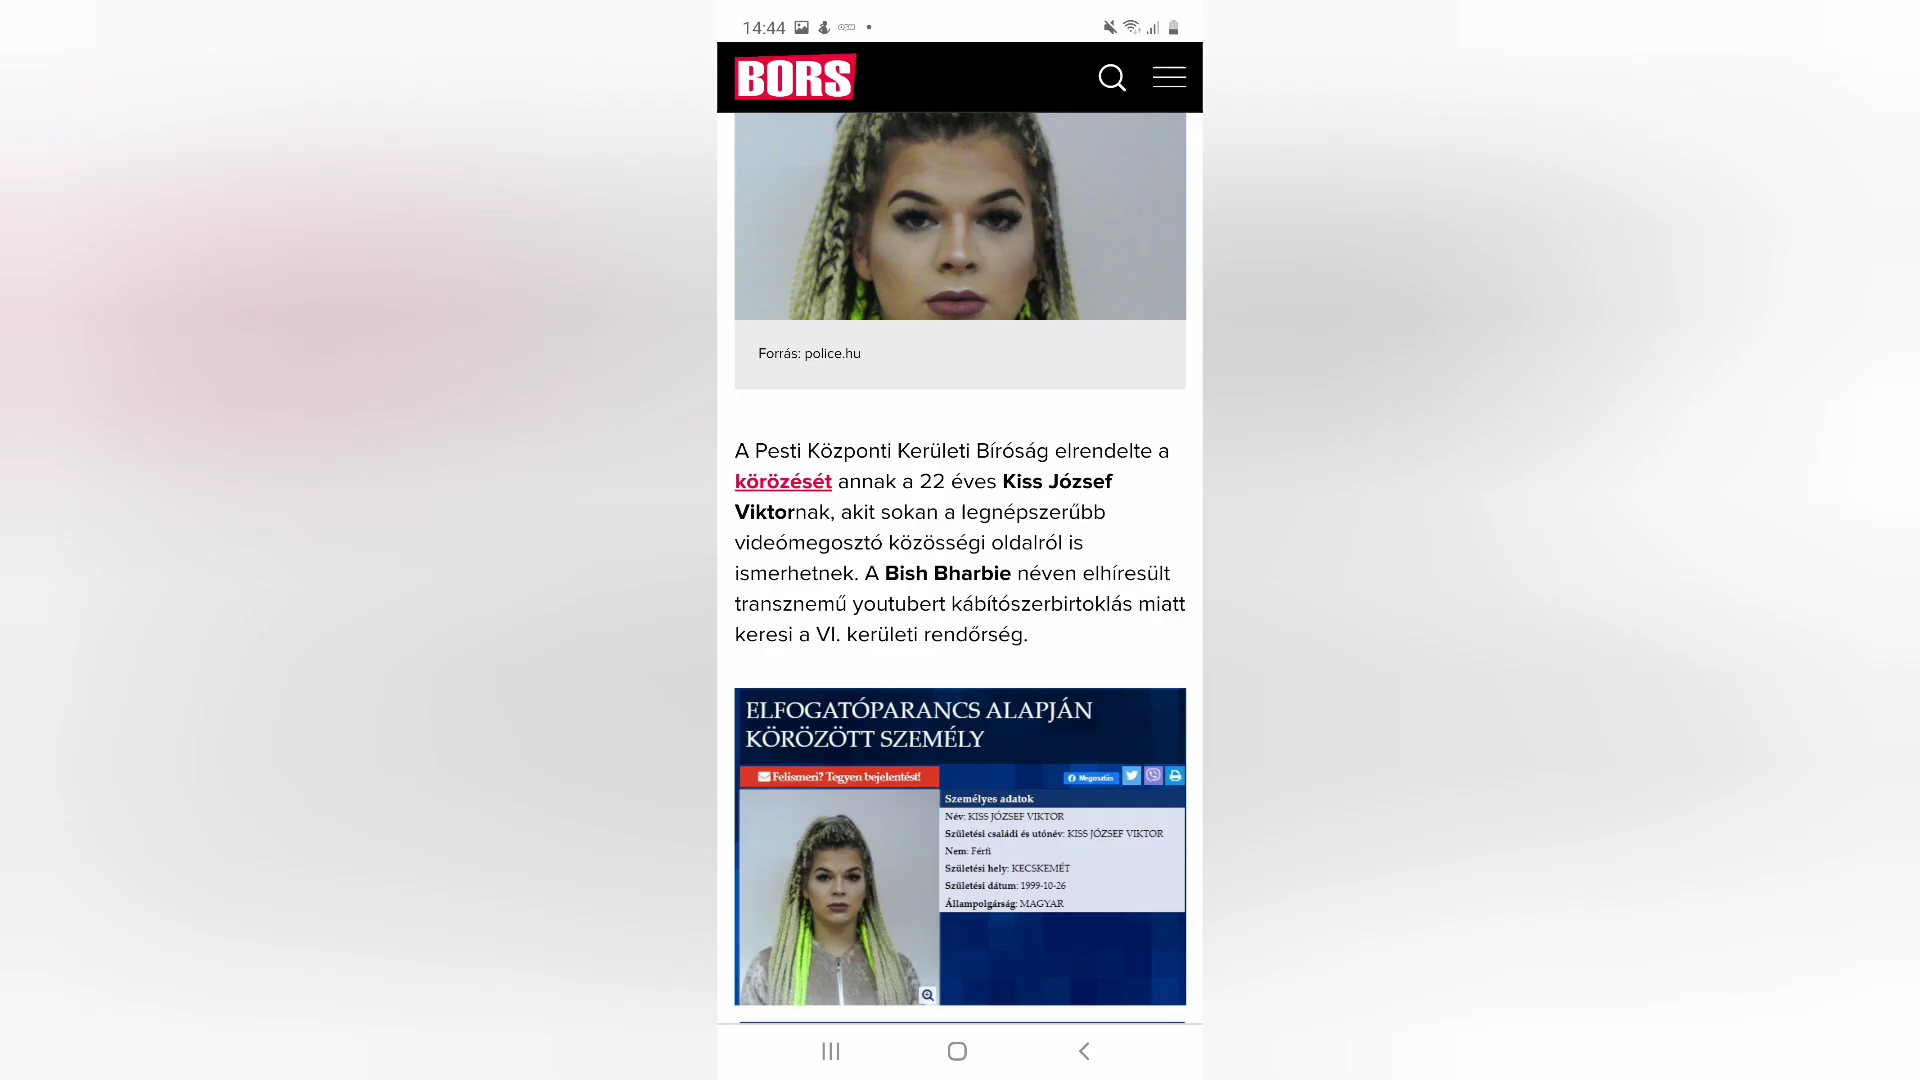 14:44
BORS
Forrás: police.hu
A Pesti Központi Kerületi Bíróság elrendelte a
körözését annak a 22 éves Kiss József
Viktornak, akit sokan a legnépszerűbb
videómegosztó közösségi oldalról is
ismerhetnek. A Bish Bharbie néven elhíresült
transznemű youtubert kábítószerbirtoklás miatt
keresi a VI. kerületi rendőrség.
ELFOGATÓPARANCS ALAPJÁN
KÖRÖZÖTT SZEMÉLY
Felismeri? Tegyen bejelentést!
Megosztás
Személyes adatok
Név: KISS JÓZSEF VIKTOR
Születési családi és utónév: KISS JÓZSEF VIKTOR
Nem: Férfi
Születési hely: KECSKEMÉT
Születési dátum: 1999-10-26
Állampolgárság: MAGYAR